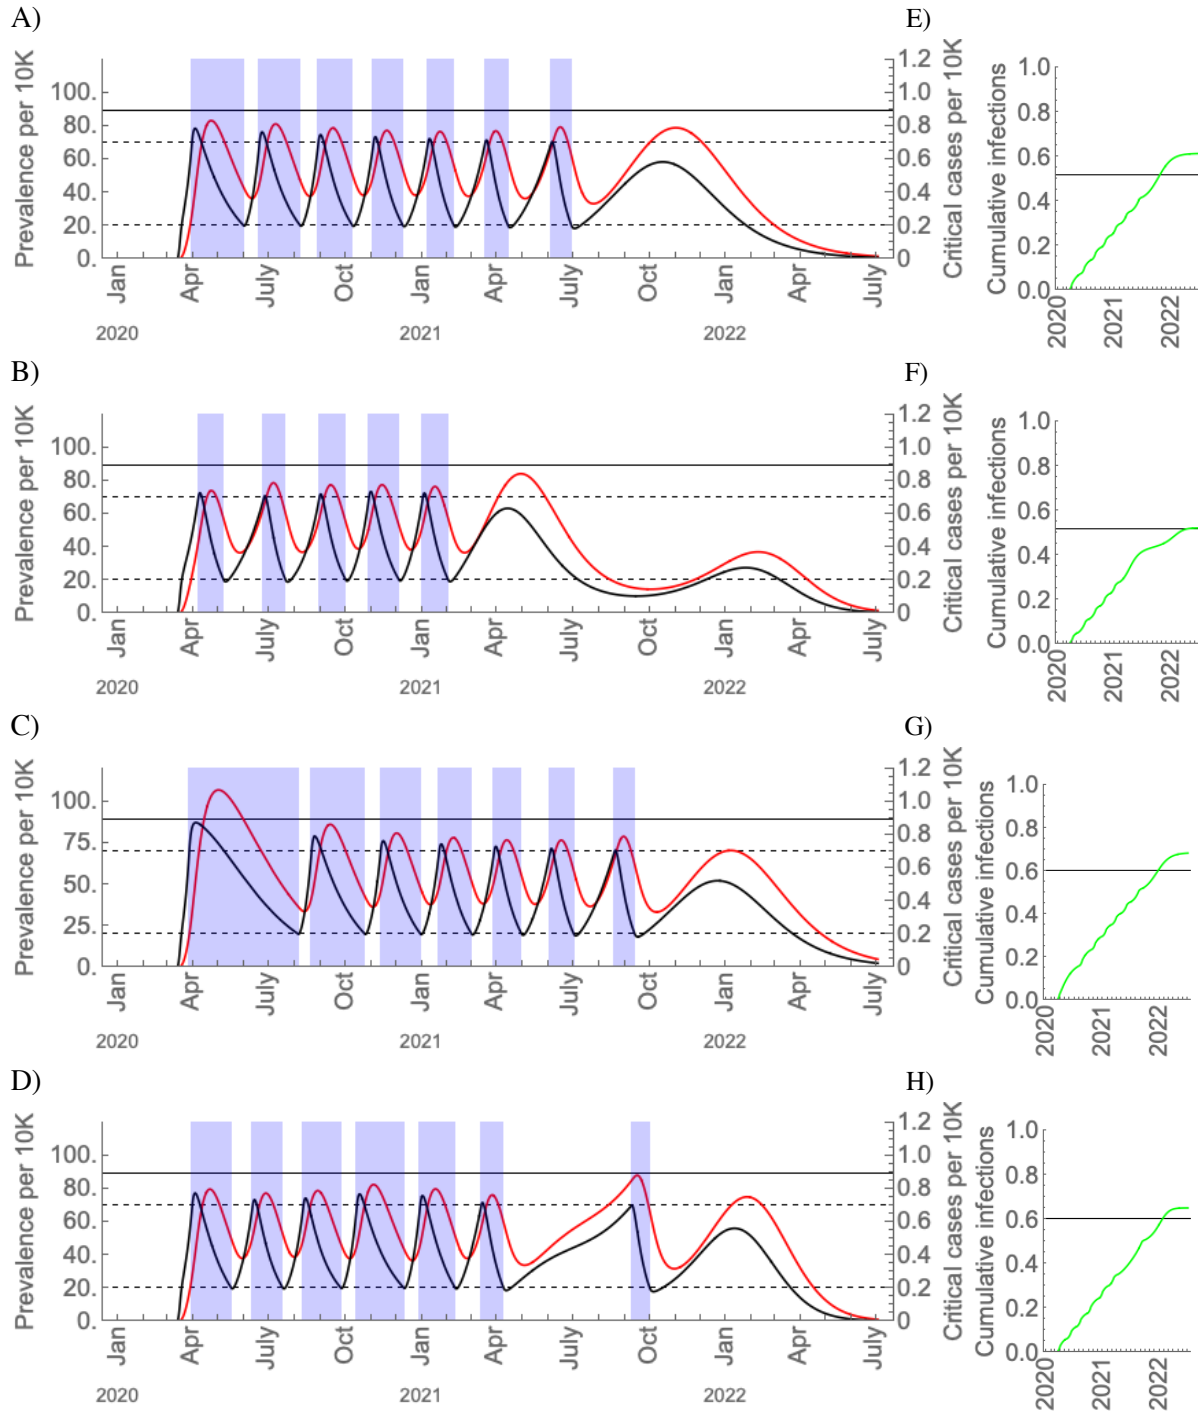 A)
E)
Prevalence per 10K
100.
80.
60.
40.
20.
0.
1.2
1.0
0.8
0.6
0.4
0.2
0
Critical cases per 10K
Jan
Apr
July
Oct
Jan
Apr
July
Oct
Jan
Apr
July
2020
2021
2022
Cumulative infections
1.0
0.8
0.6
0.4
0.2
0.0
2020
2021
2022
B)
F)
Prevalence per 10K
100.
80.
60.
40.
20.
0.
1.2
1.0
0.8
0.6
0.4
0.2
0
Critical cases per 10K
Jan
Apr
July
Oct
Jan
Apr
July
Oct
Jan
Apr
July
2020
2021
2022
Cumulative infections
1.0
0.8
0.6
0.4
0.2
0.0
2020
2021
2022
C)
G)
Prevalence per 10K
100.
75.
50.
25.
0.
1.2
1.0
0.8
0.6
0.4
0.2
0
Critical cases per 10K
Jan
Apr
July
Oct
Jan
Apr
July
Oct
Jan
Apr
July
2020
2021
2022
Cumulative infections
1.0
0.8
0.6
0.4
0.2
0.0
2020
2021
2022
D)
H)
Prevalence per 10K
100.
80.
60.
40.
20.
0.
1.2
1.0
0.8
0.6
0.4
0.2
0
Critical cases per 10K
Jan
Apr
July
Oct
Jan
Apr
July
Oct
Jan
Apr
July
2020
2021
2022
Cumulative infections
1.0
0.8
0.6
0.4
0.2
0.0
2020
2021
2022